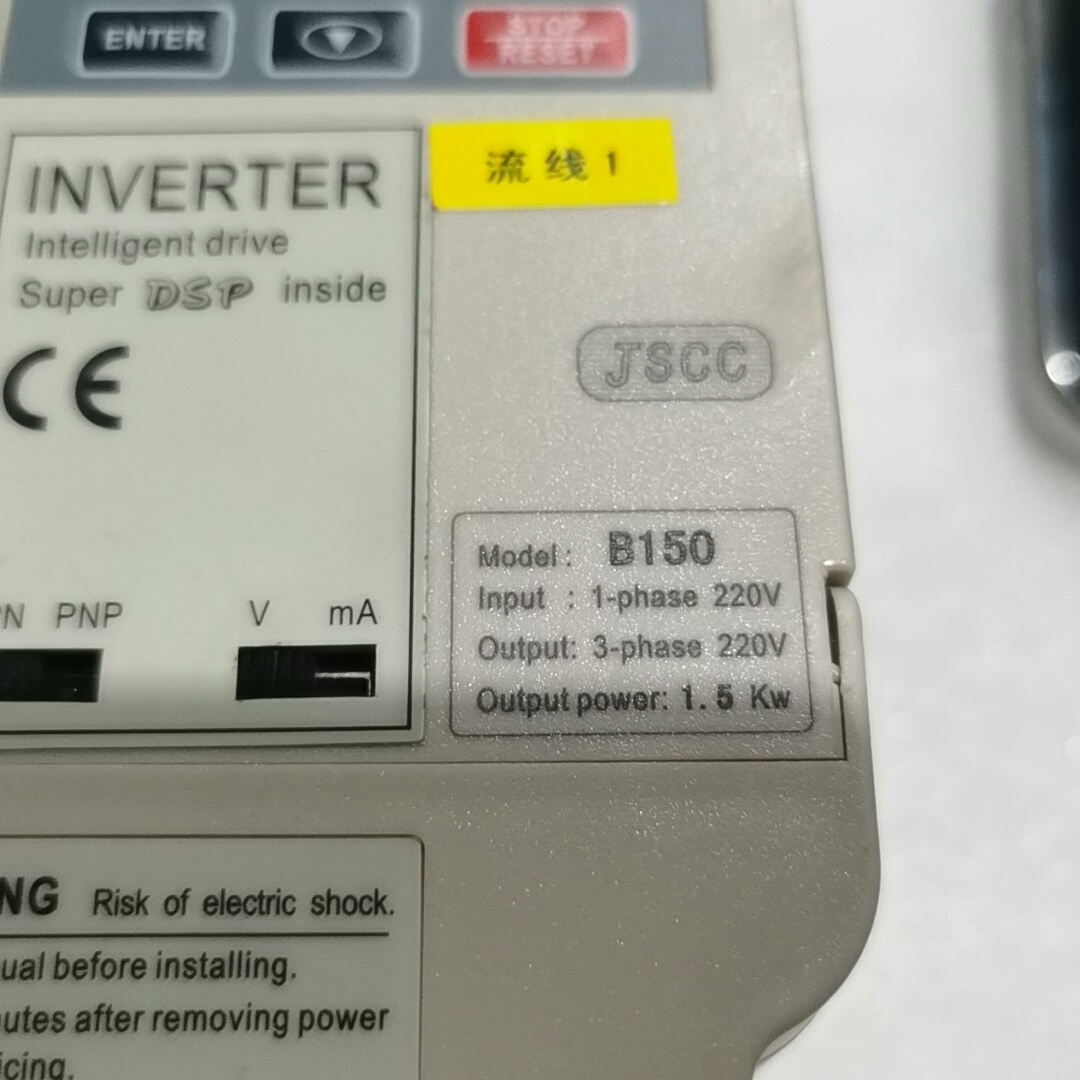 ENTER
STOP
RESET
流线1
INVERTER
Intelligent drive
Super DSP inside
CE
JSCC
PNP
V mA
Model: B150
Input : 1-phase 220V
Output: 3-phase 220V
Output power: 1.5 Kw
NG Risk of electric shock.
ual before installing.
utes after removing power
icing.